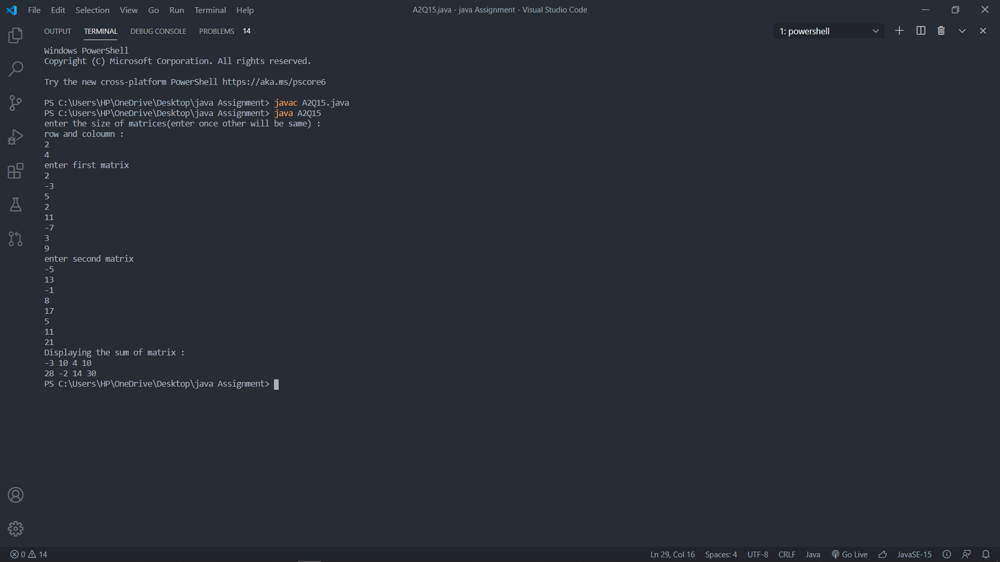 File Edit Selection View Go Run Terminal Help
A2Q15.java - java Assignment - Visual Studio Code
OUTPUT TERMINAL DEBUG CONSOLE PROBLEMS 14
1: powershell
Windows PowerShell
Copyright (C) Microsoft Corporation. All rights reserved.
Try the new cross-platform PowerShell https://aka.ms/pscore6
PS C:\Users\HP\OneDrive\Desktop\java Assignment> javac A2Q15.java
PS C:\Users\HP\OneDrive\Desktop\java Assignment> java A2Q15
enter the size of matrices(enter once other will be same) :
row and coloumn :
2
4
enter first matrix
2
-3
5
2
11
-7
3
9
enter second matrix
-5
13
-1
8
17
5
11
21
Displaying the sum of matrix :
-3 10 4 10
28 -2 14 30
PS C:\Users\HP\OneDrive\Desktop\java Assignment>
0 14
Ln 29, Col 16 Spaces: 4 UTF-8 CRLF Java Go Live JavaSE-15